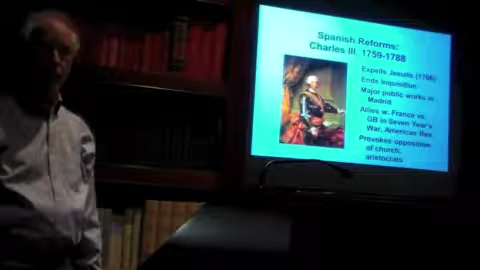 Spanish Reforms:
Charles III, 1759-1788
Expells Jesuits (1766)
Ends Inquisition
Major public works in
Madrid
Allies w. France vs
GB in Seven Year's
War, American Rev.
Provokes opposition
of church,
aristocrats